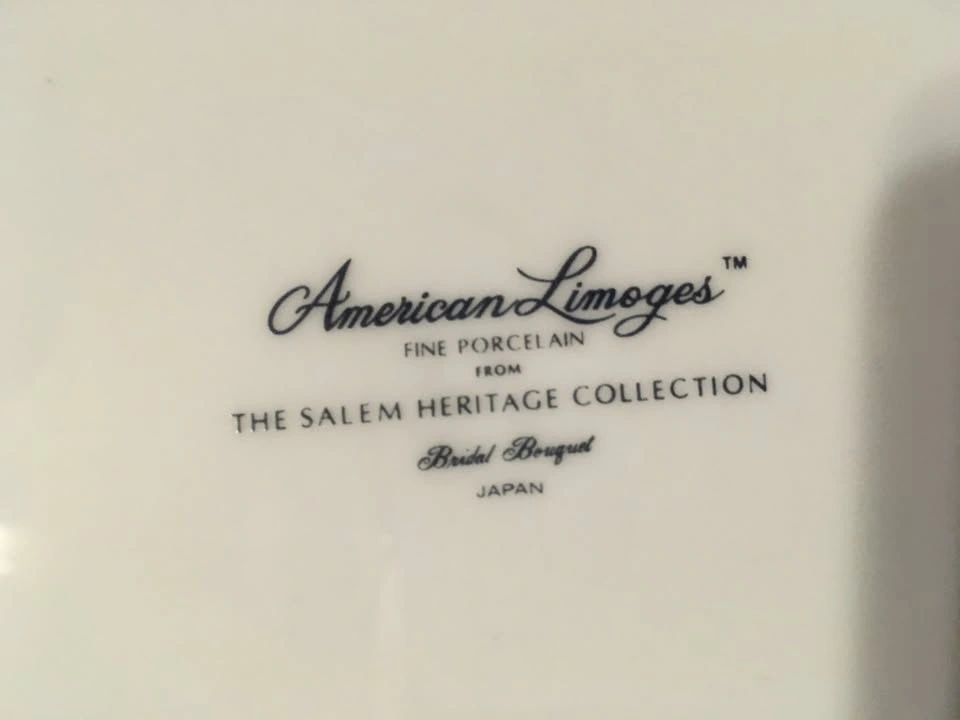 American Limoges™
FINE PORCELAIN
FROM
THE SALEM HERITAGE COLLECTION
Bridal Bouquet
JAPAN